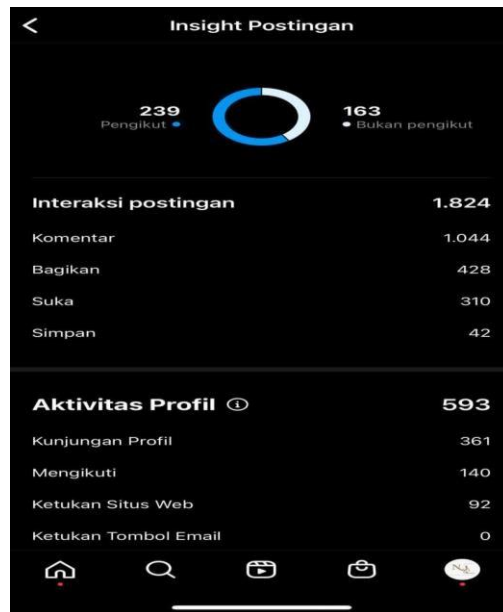 Insight Postingan
239
Pengikut
163
Bukan pengikut
Interaksi postingan 1.824
Komentar 1.044
Bagikan 428
Suka 310
Simpan 42
Aktivitas Profil 593
Kunjungan Profil 361
Mengikuti 140
Ketukan Situs Web 92
Ketukan Tombol Email 0